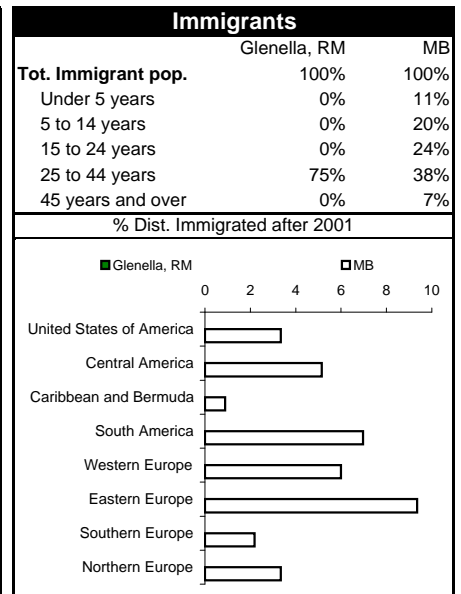 Immigrants
Glenella, RM MB
Tot. Immigrant pop. 100% 100%
Under 5 years 0% 11%
5 to 14 years 0% 20%
15 to 24 years 0% 24%
25 to 44 years 75% 38%
45 years and over 0% 7%
% Dist. Immigrated after 2001
Glenella, RM MB
0 2 4 6 8 10
United States of America
Central America
Caribbean and Bermuda
South America
Western Europe
Eastern Europe
Southern Europe
Northern Europe